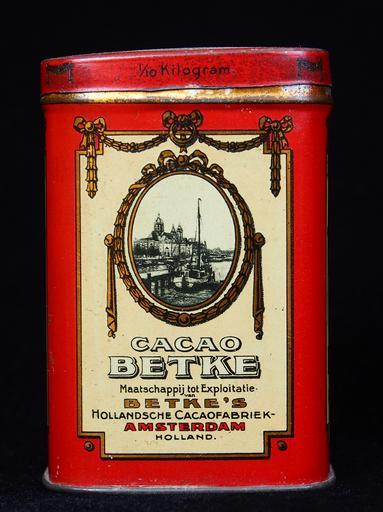 1/10 Kilogram.
CACAO
BETKE
Maatschappij tot Exploitatie-
van
BETKE'S
HOLLANDSCHE CACAOFABRIEK-
AMSTERDAM
HOLLAND.